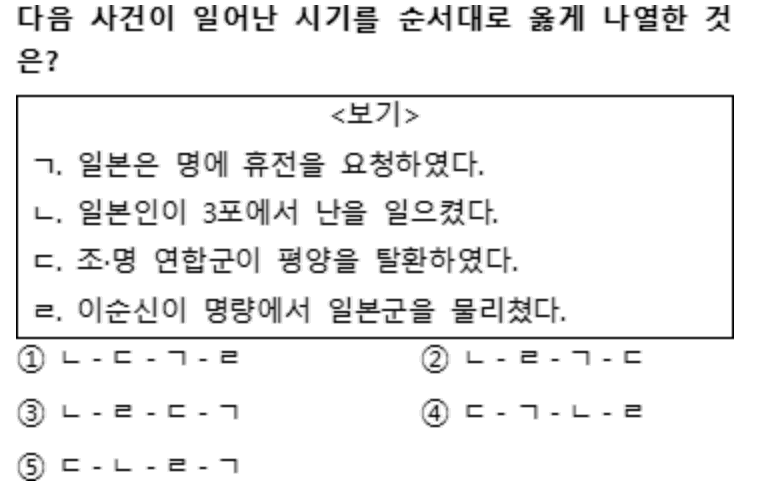 다음 사건이 일어난 시기를 순서대로 옳게 나열한 것
은?
<보기>
ㄱ. 일본은 명에 휴전을 요청하였다.
ㄴ. 일본인이 3포에서 난을 일으켰다.
ㄷ. 조·명 연합군이 평양을 탈환하였다.
ㄹ. 이순신이 명량에서 일본군을 물리쳤다.
① ㄴ - ㄷ - ㄱ - ㄹ ② ㄴ - ㄹ - ㄱ - ㄷ
③ ㄴ - ㄹ - ㄷ - ㄱ ④ ㄷ - ㄱ - ㄴ - ㄹ
⑤ ㄷ - ㄴ - ㄹ - ㄱ